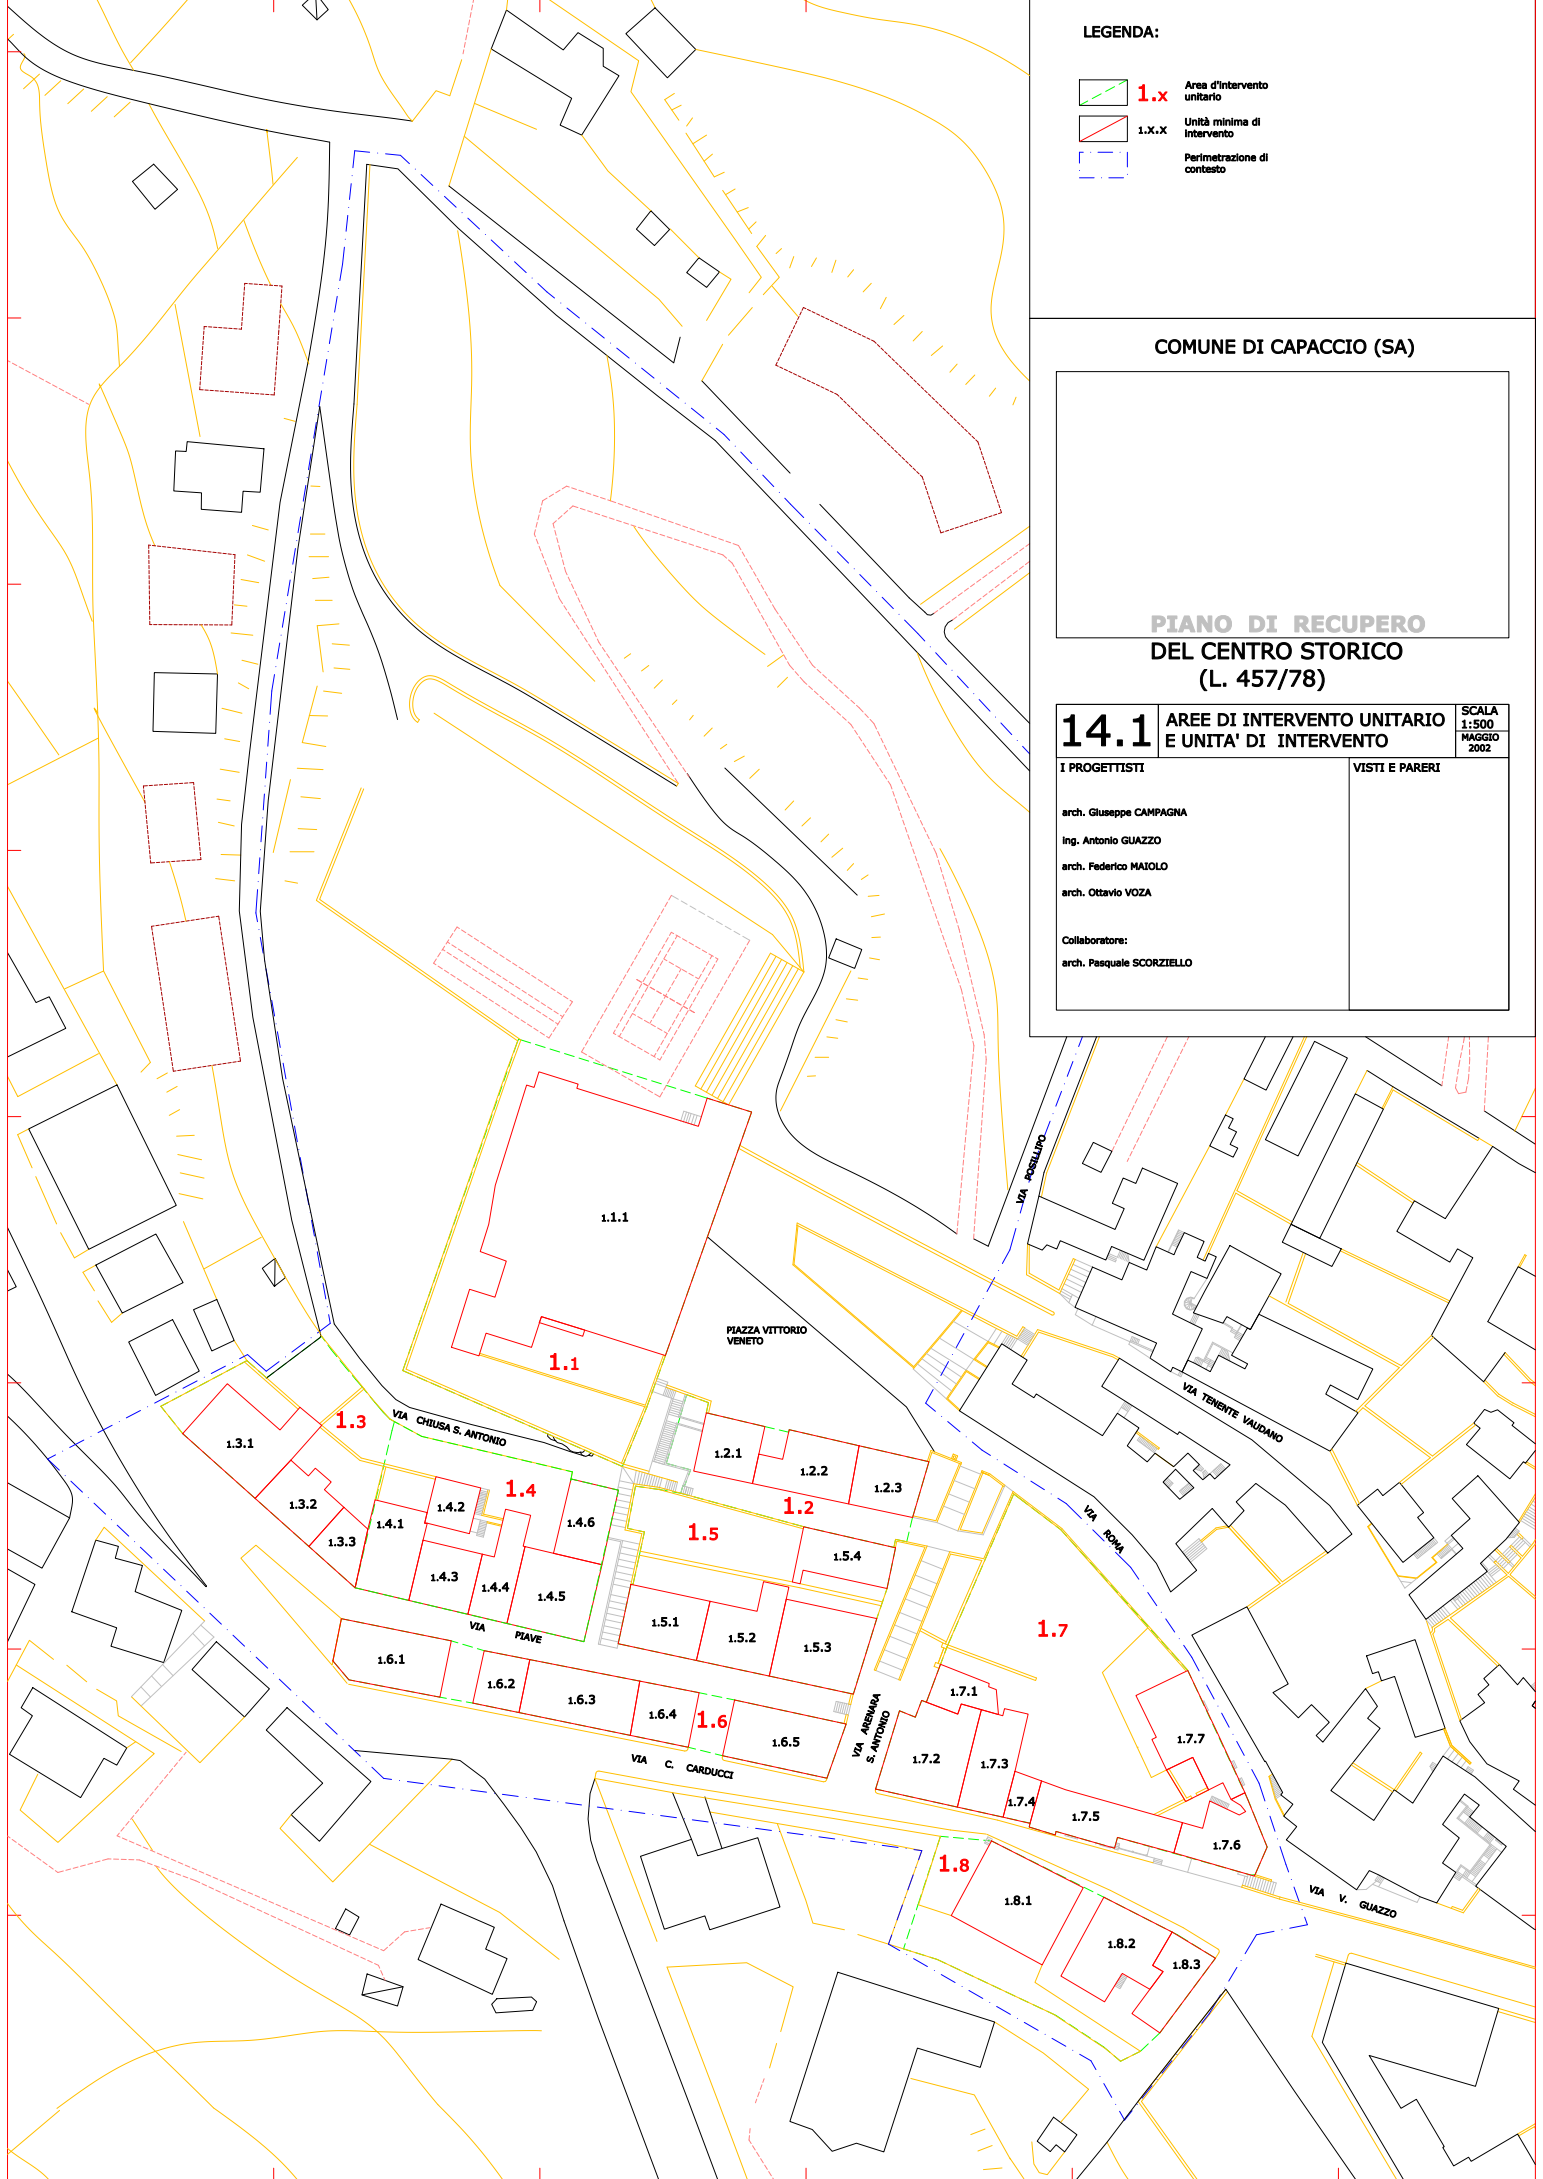 LEGENDA:
1.x
Area d'intervento
unitario
1.x.x
Unità minima di
intervento
Perimetrazione di
contesto
COMUNE DI CAPACCIO (SA)
PIANO DI RECUPERO
DEL CENTRO STORICO
(L. 457/78)
14.1
AREE DI INTERVENTO UNITARIO
E UNITA' DI INTERVENTO
SCALA
1:500
MAGGIO
2002
I PROGETTISTI
VISTI E PARERI
arch. Giuseppe CAMPAGNA
ing. Antonio GUAZZO
arch. Federico MAIOLO
arch. Ottavio VOZA
Collaboratore:
arch. Pasquale SCORZIELLO
VIA POSILLIPO
1.1.1
PIAZZA VITTORIO
VENETO
1.1
VIA TENENTE VAUDANO
1.3
VIA CHIUSA S. ANTONIO
1.3.1
1.2.1
1.2.2
1.2.3
1.4
1.3.2
1.4.2
1.2
1.4.1
1.4.6
1.5
VIA ROMA
1.3.3
1.5.4
1.4.3
1.4.4
1.4.5
VIA PIAVE
1.5.1
1.5.2
1.5.3
1.7
1.6.1
1.6.2
1.6.3
1.6.4
1.6
1.6.5
VIA ARENARA
S. ANTONIO
1.7.1
1.7.2
1.7.3
1.7.4
1.7.5
1.7.7
1.7.6
VIA C. CARDUCCI
1.8
1.8.1
1.8.2
1.8.3
VIA V. GUAZZO